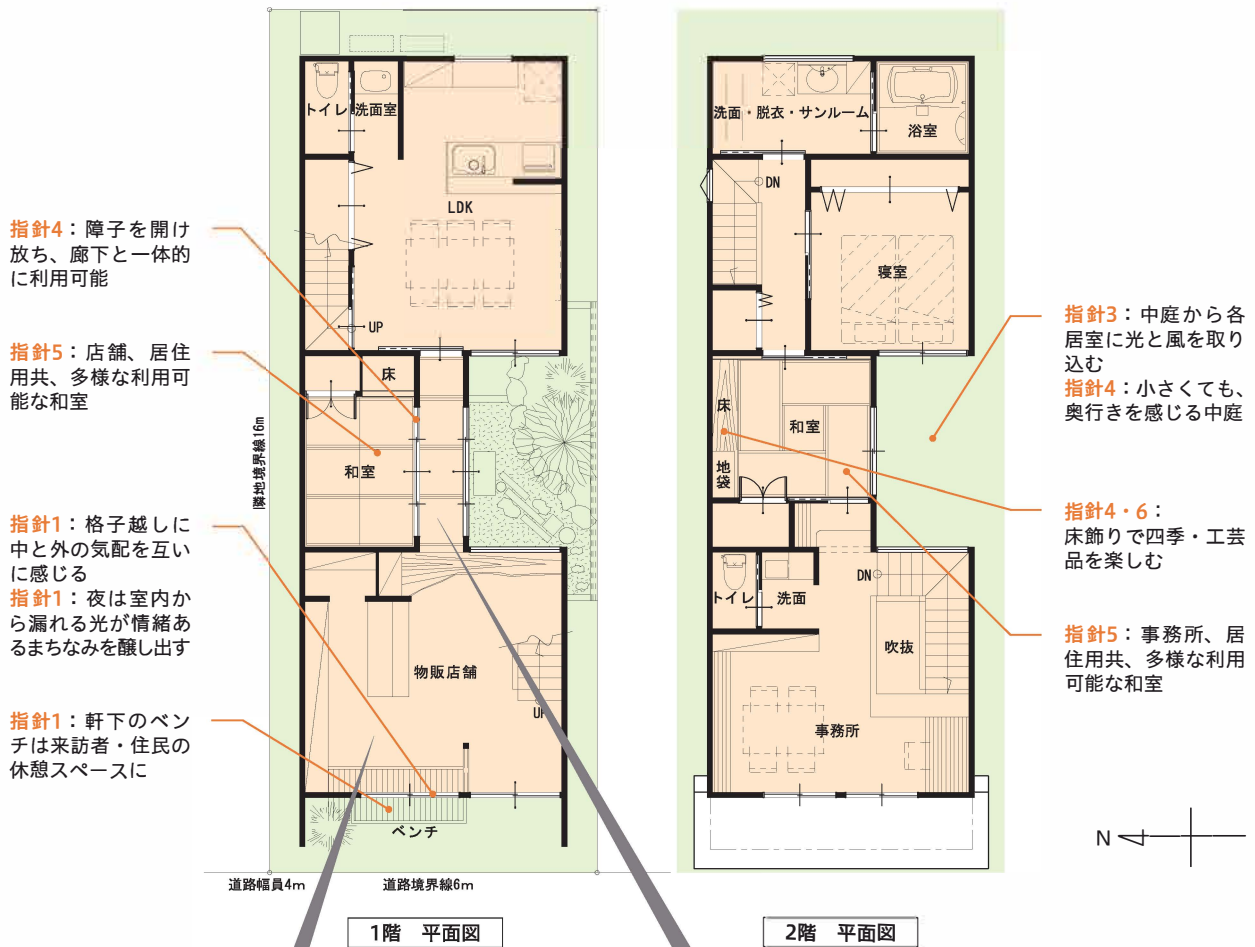 指針4：障子を開け
放ち、廊下と一体的
に利用可能
指針5：店舗、居住
用共、多様な利用可
能な和室
指針1：格子越しに
中と外の気配を互い
に感じる
指針1：夜は室内か
ら漏れる光が情緒あ
るまちなみを醸し出す
指針1：軒下のベン
チは来訪者・住民の
休憩スペースに
トイレ
洗面室
LDK
UP
床
和室
隣地境界線16m
物販店舗
UP
ベンチ
道路幅員4m
道路境界線6m
1階 平面図
洗面・脱衣・サンルーム
浴室
DN
寝室
床
和室
地袋
DN
トイレ
洗面
吹抜
事務所
2階 平面図
指針3：中庭から各
居室に光と風を取り
込む
指針4：小さくても、
奥行きを感じる中庭
指針4・6：
床飾りで四季・工芸
品を楽しむ
指針5：事務所、居
住用共、多様な利用
可能な和室
N